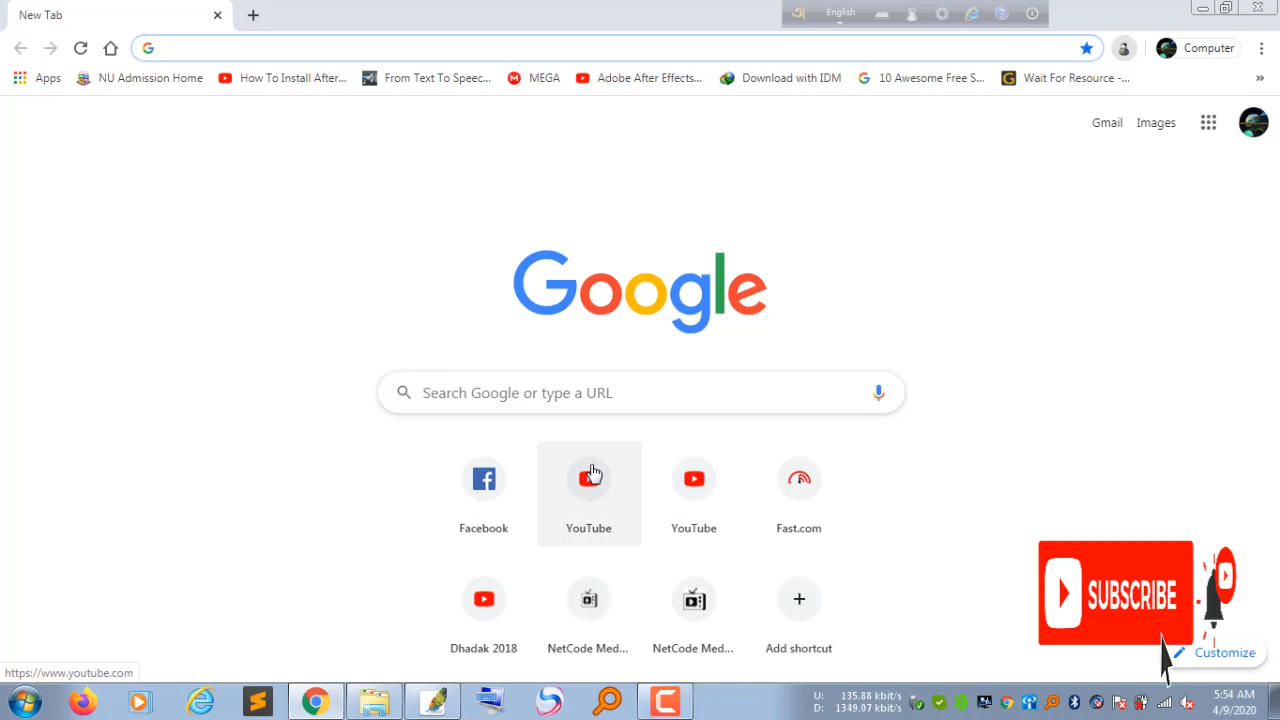 New Tab
English
Computer
Apps NU Admission Home How To Install After... From Text To Speec... MEGA Adobe After Effects... Download with IDM 10 Awesome Free S... Wait For Resource -... »
Gmail Images
Google
Search Google or type a URL
Facebook YouTube YouTube Fast.com
SUBSCRIBE
Dhadak 2018 NetCode Med... NetCode Med... Add shortcut
Customize
https://www.youtube.com
U: 135.88 kbit/s
D: 1349.07 kbit/s
5:54 AM
4/9/2020